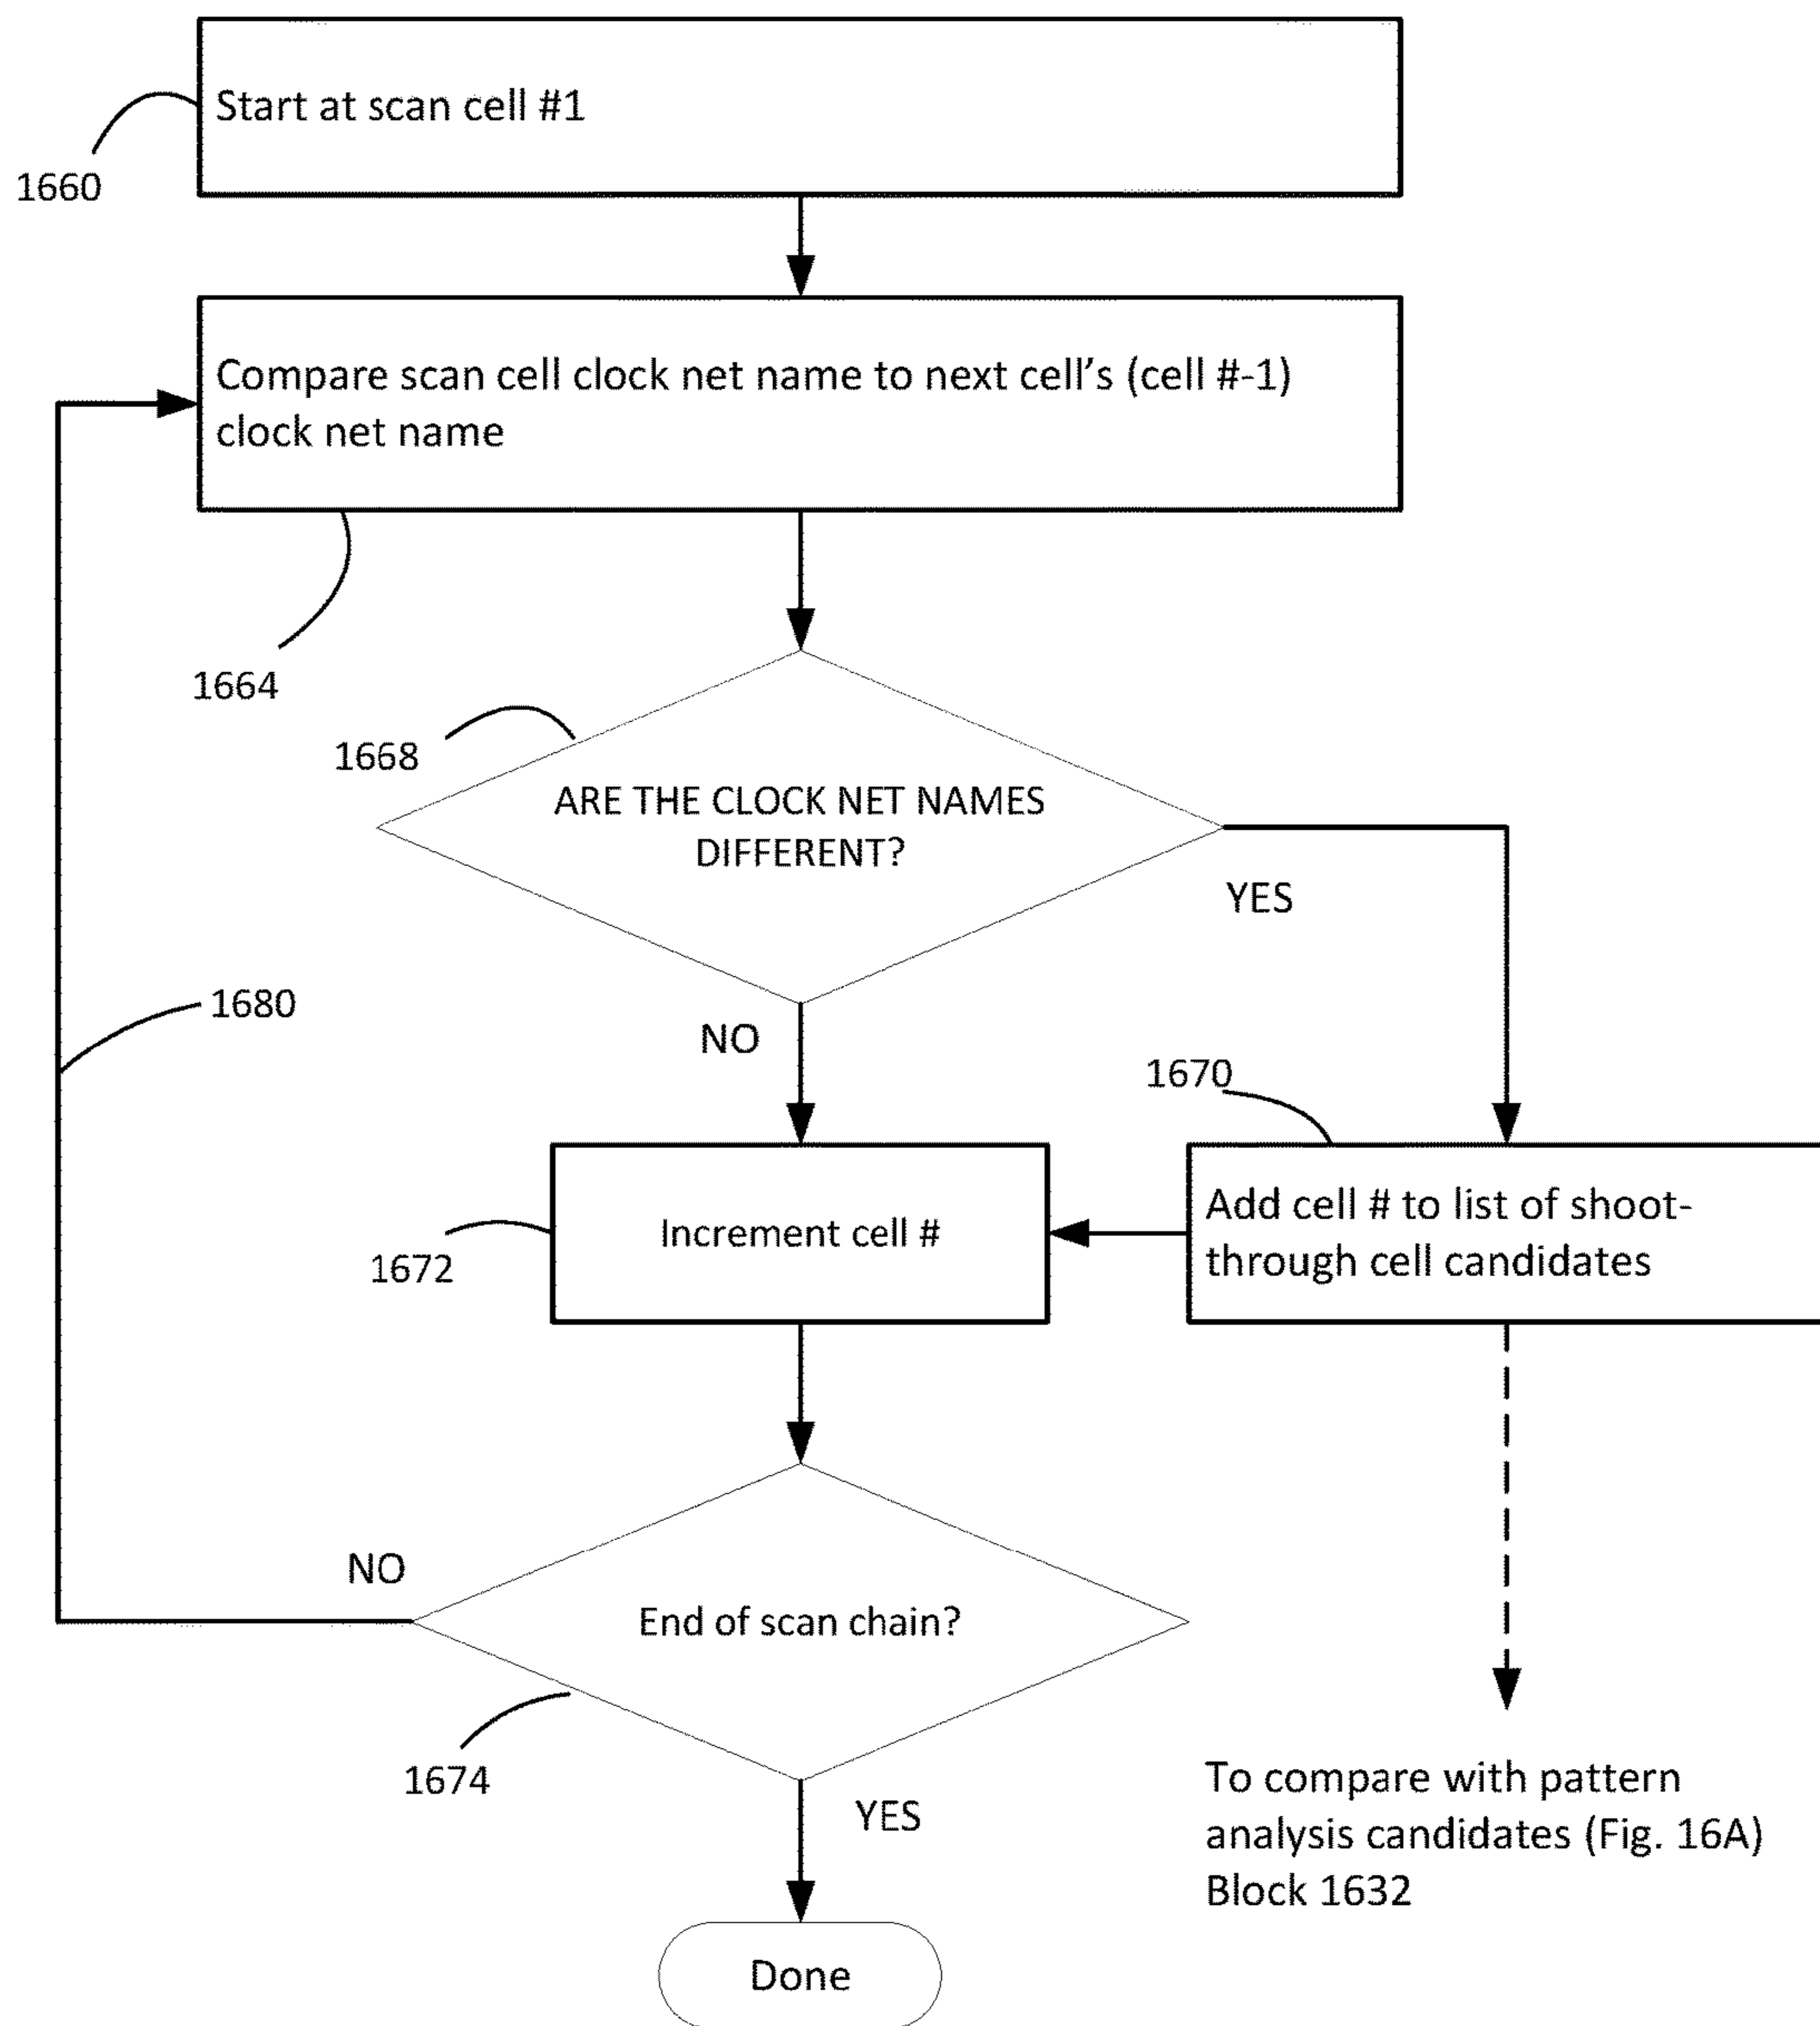 Start at scan cell #1
1660
Compare scan cell clock net name to next cell's (cell #-1)
clock net name
1664
1668
ARE THE CLOCK NET NAMES
DIFFERENT?
YES
1680
NO
1670
Increment cell #
Add cell # to list of shoot-
through cell candidates
1672
NO
End of scan chain?
1674
YES
To compare with pattern
analysis candidates (Fig. 16A)
Block 1632
Done